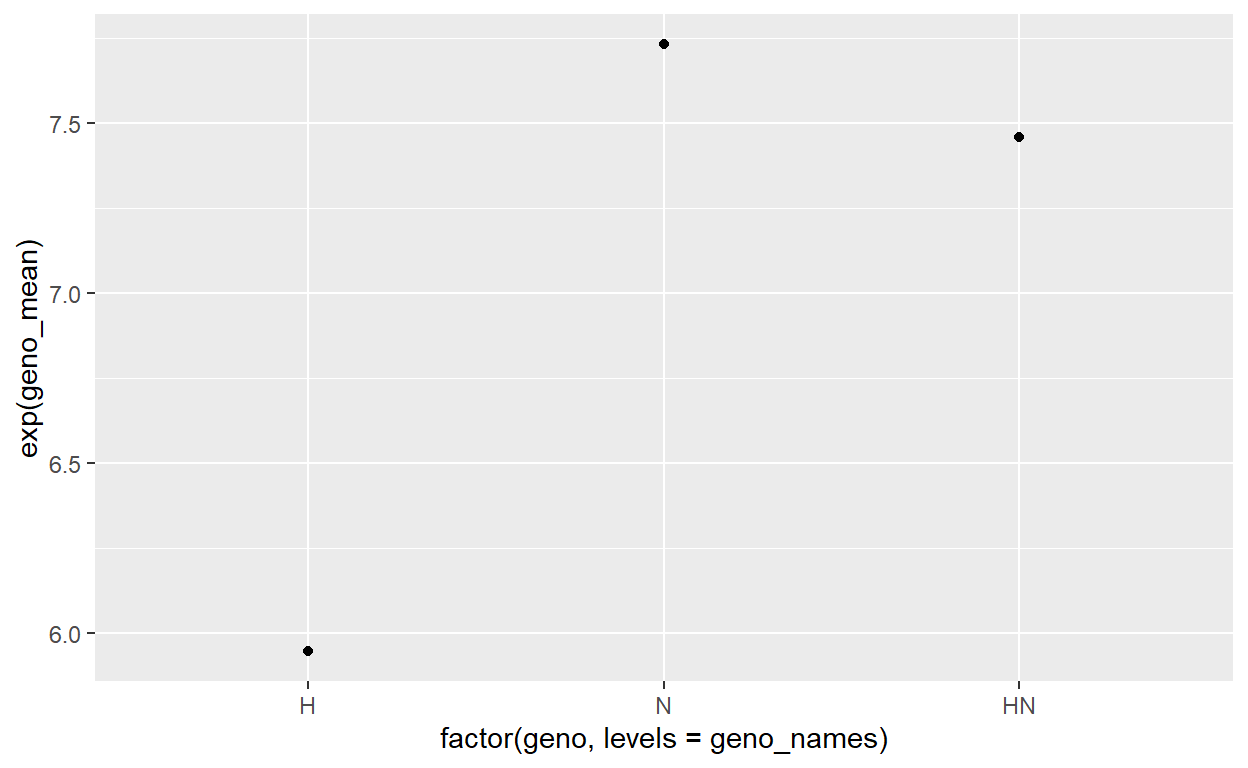 exp(geno_mean)
7.5
7.0
6.5
6.0
H N HN
factor(geno, levels = geno_names)